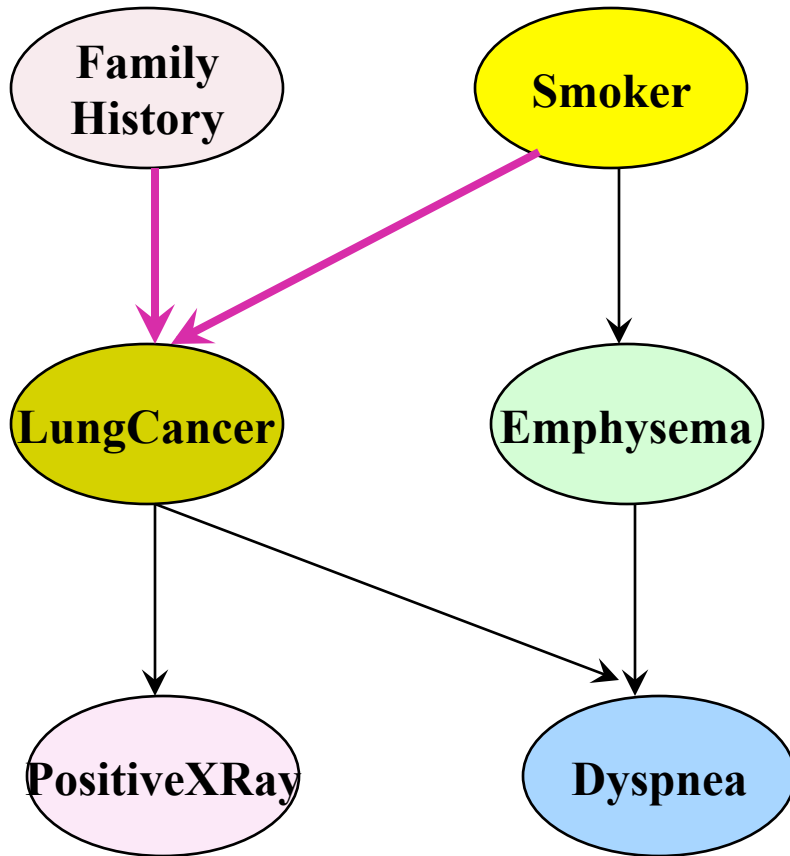 Family
History
Smoker
LungCancer
Emphysema
PositiveXRay
Dyspnea